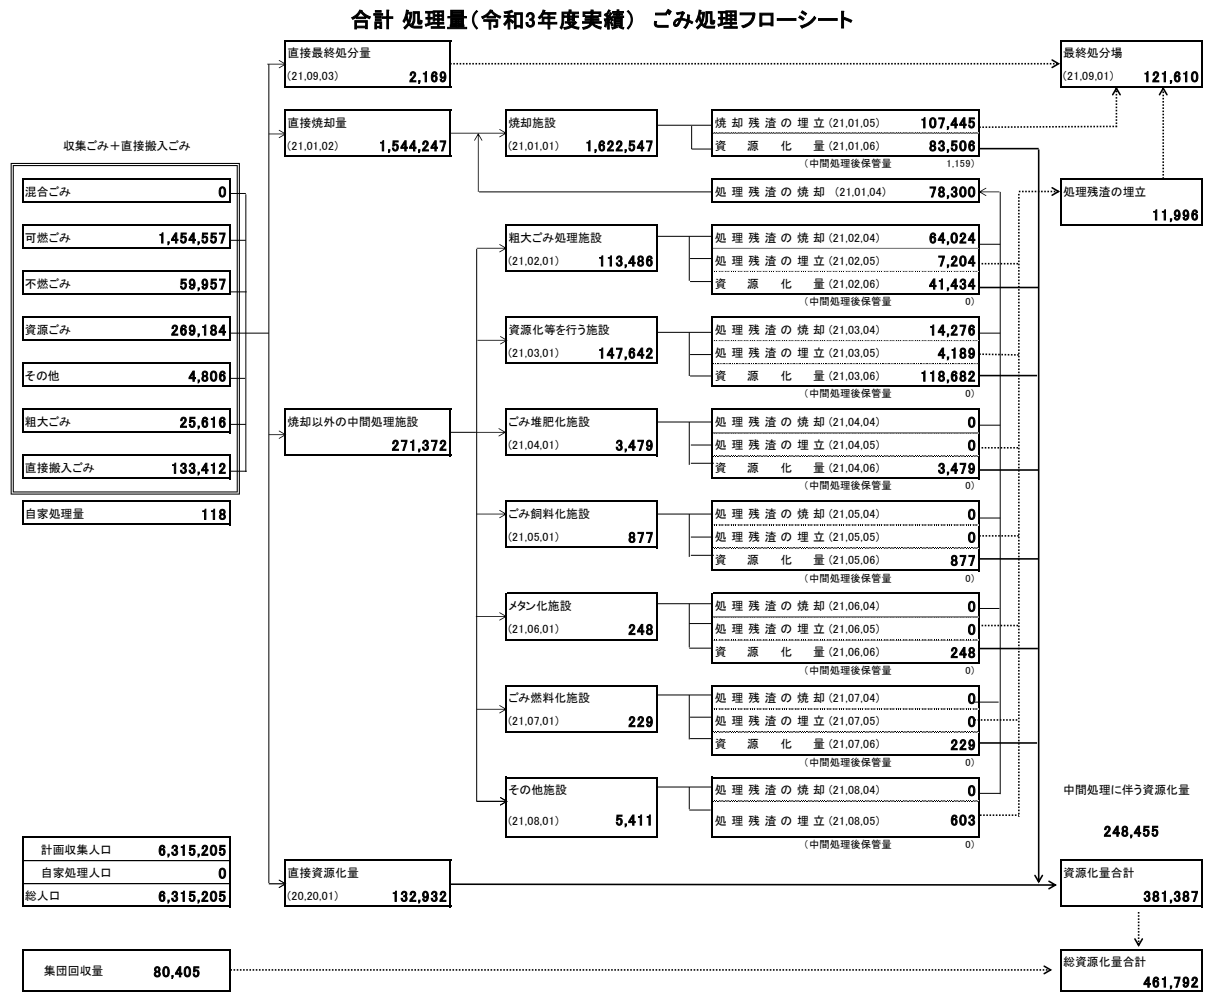 合計 処理量（令和3年度実績） ごみ処理フローシート
収集ごみ＋直接搬入ごみ
混合ごみ 0
可燃ごみ 1,454,557
不燃ごみ 59,957
資源ごみ 269,184
その他 4,806
粗大ごみ 25,616
直接搬入ごみ 133,412
自家処理量 118
計画収集人口 6,315,205
自家処理人口 0
総人口 6,315,205
集団回収量 80,405
直接最終処分量
(21,09,03) 2,169
直接焼却量
(21,01,02) 1,544,247
焼却以外の中間処理施設
271,372
直接資源化量
(20,20,01) 132,932
焼却施設
(21,01,01) 1,622,547
焼却残渣の埋立 (21,01,05) 107,445
資源化量 (21,01,06) 83,506
（中間処理後保管量 1,159）
処理残渣の焼却 (21,01,04) 78,300
粗大ごみ処理施設
(21,02,01) 113,486
処理残渣の焼却 (21,02,04) 64,024
処理残渣の埋立 (21,02,05) 7,204
資源化量 (21,02,06) 41,434
（中間処理後保管量 0）
資源化等を行う施設
(21,03,01) 147,642
処理残渣の焼却 (21,03,04) 14,276
処理残渣の埋立 (21,03,05) 4,189
資源化量 (21,03,06) 118,682
（中間処理後保管量 0）
ごみ堆肥化施設
(21,04,01) 3,479
処理残渣の焼却 (21,04,04) 0
処理残渣の埋立 (21,04,05) 0
資源化量 (21,04,06) 3,479
（中間処理後保管量 0）
ごみ飼料化施設
(21,05,01) 877
処理残渣の焼却 (21,05,04) 0
処理残渣の埋立 (21,05,05) 0
資源化量 (21,05,06) 877
（中間処理後保管量 0）
メタン化施設
(21,06,01) 248
処理残渣の焼却 (21,06,04) 0
処理残渣の埋立 (21,06,05) 0
資源化量 (21,06,06) 248
（中間処理後保管量 0）
ごみ燃料化施設
(21,07,01) 229
処理残渣の焼却 (21,07,04) 0
処理残渣の埋立 (21,07,05) 0
資源化量 (21,07,06) 229
（中間処理後保管量 0）
その他施設
(21,08,01) 5,411
処理残渣の焼却 (21,08,04) 0
処理残渣の埋立 (21,08,05) 603
（中間処理後保管量 0）
最終処分場
(21,09,01) 121,610
処理残渣の埋立
11,996
中間処理に伴う資源化量
248,455
資源化量合計
381,387
総資源化量合計
461,792